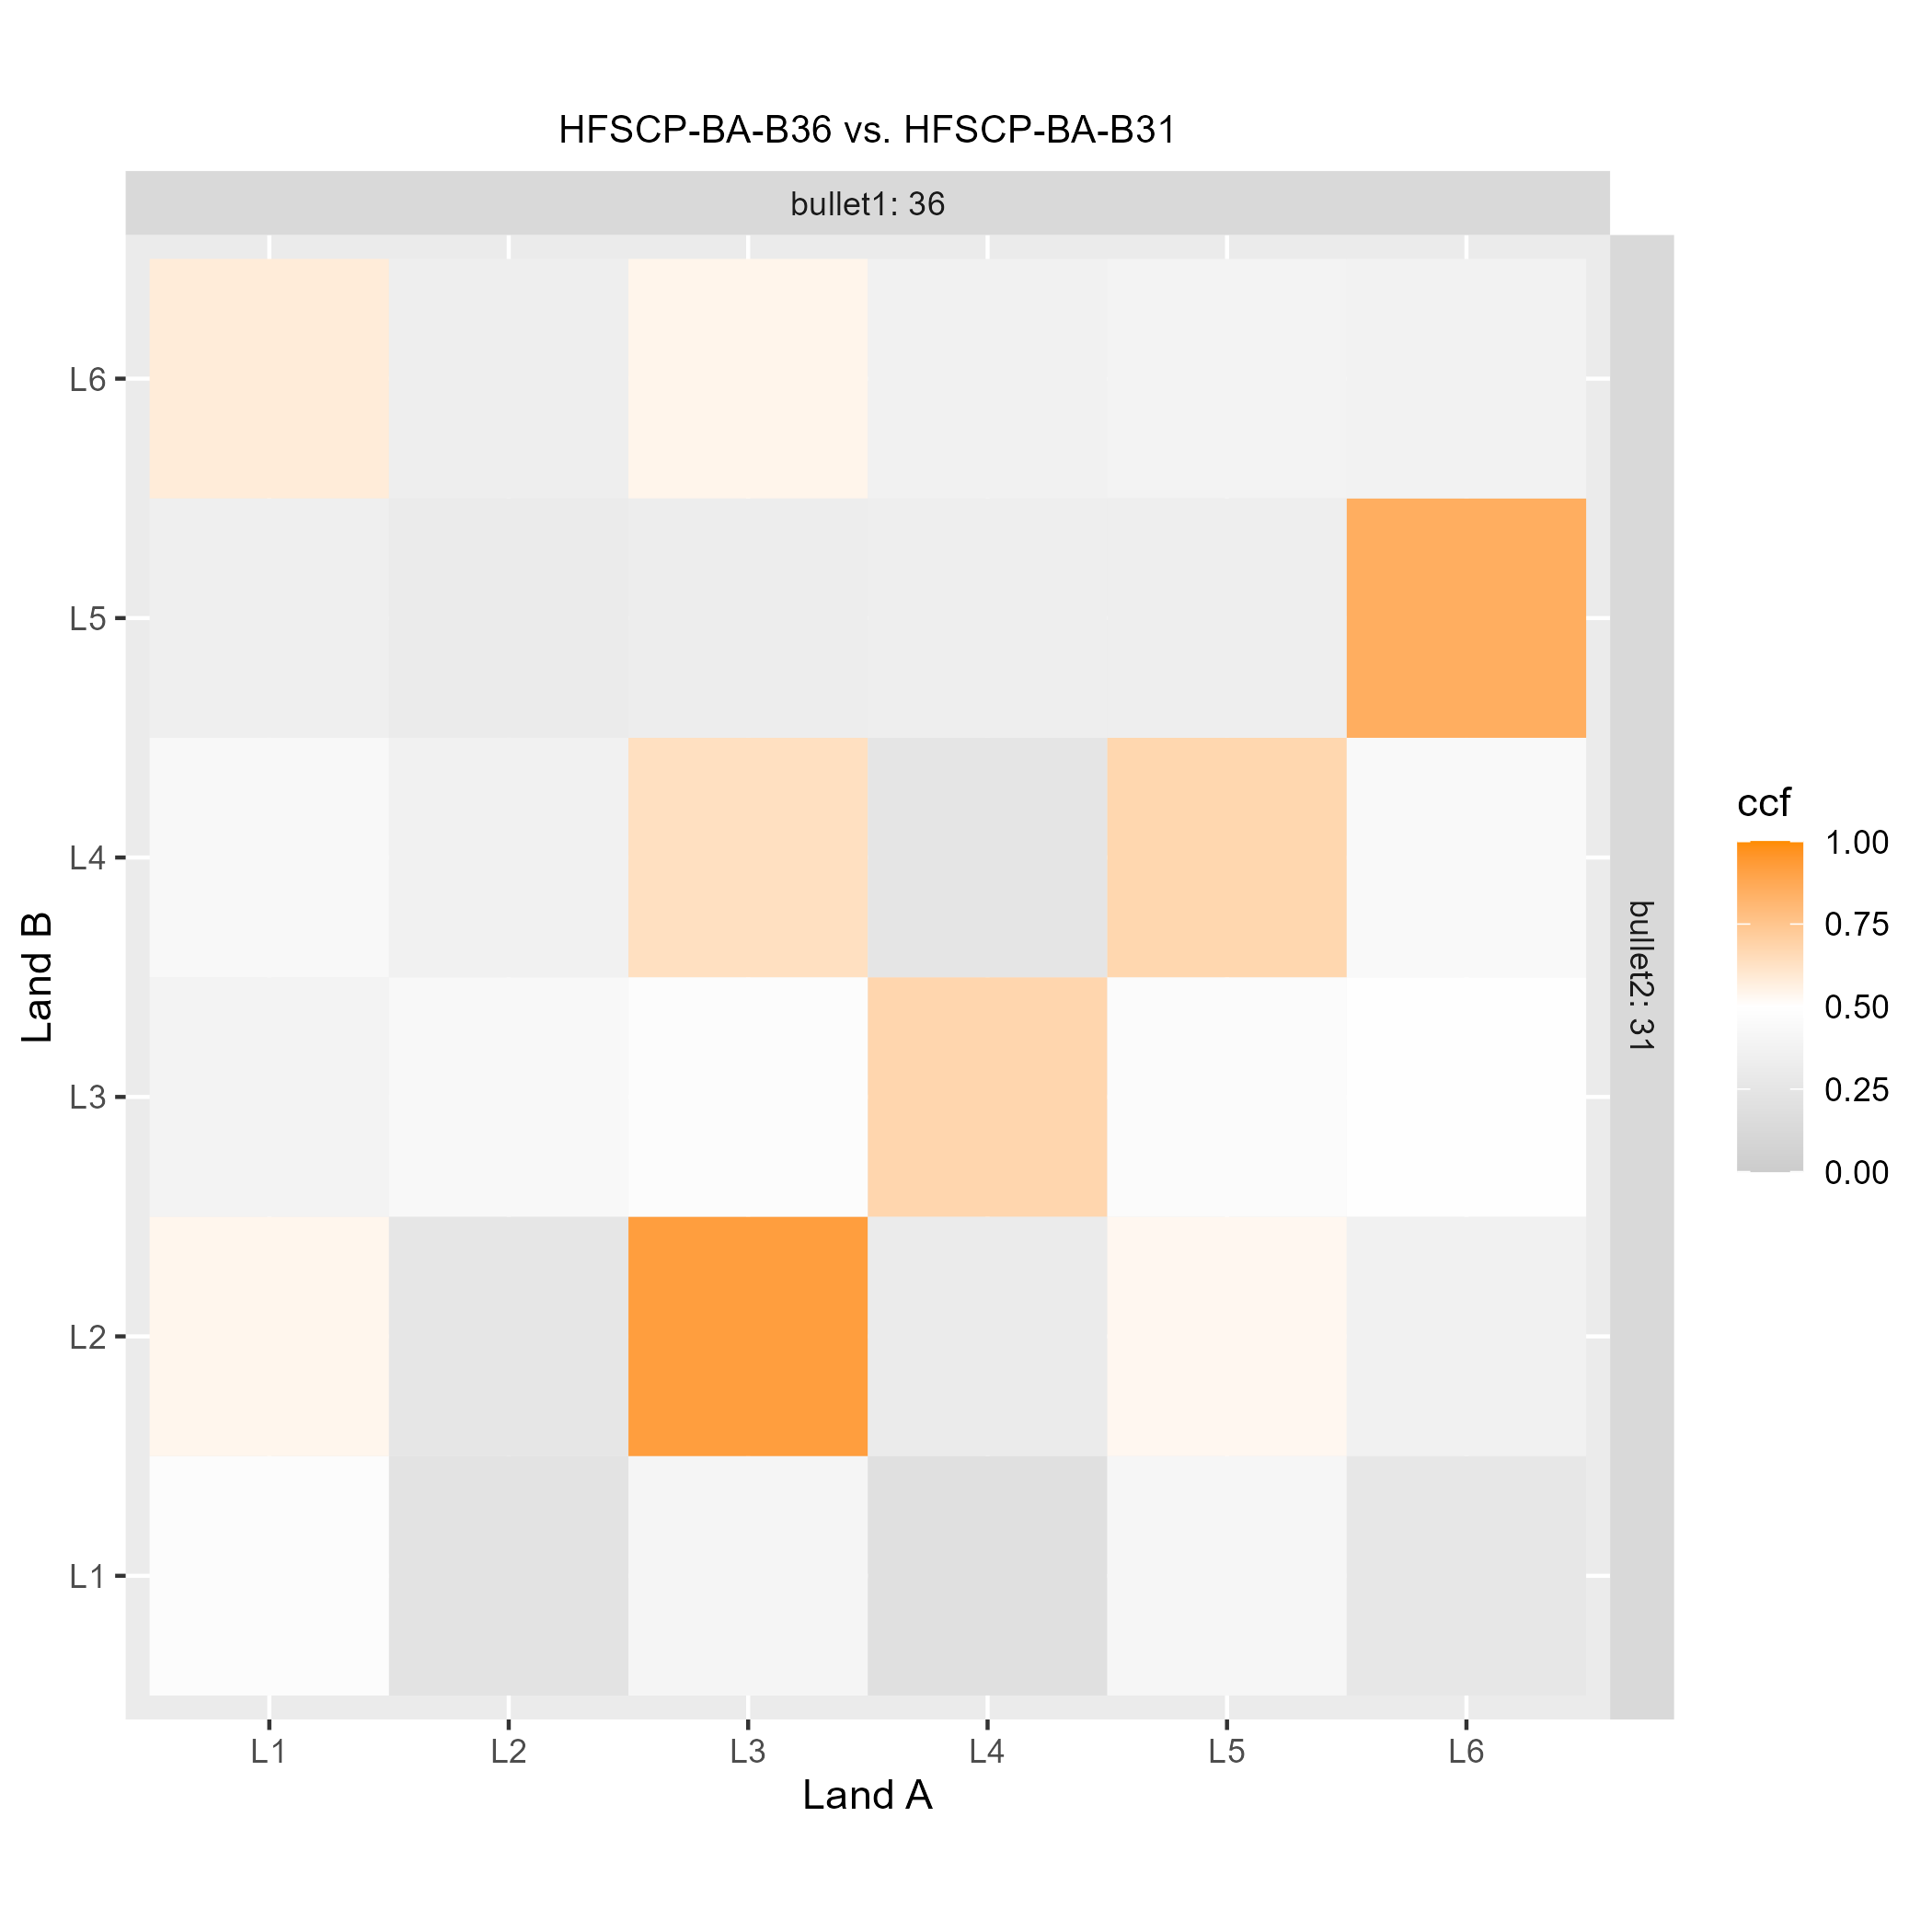 HFSCP-BA-B36 vs. HFSCP-BA-B31
bullet1: 36
L6
L5
L4
L3
L2
L1
Land B
bullet2: 31
L1 L2 L3 L4 L5 L6
Land A
ccf
1.00
0.75
0.50
0.25
0.00